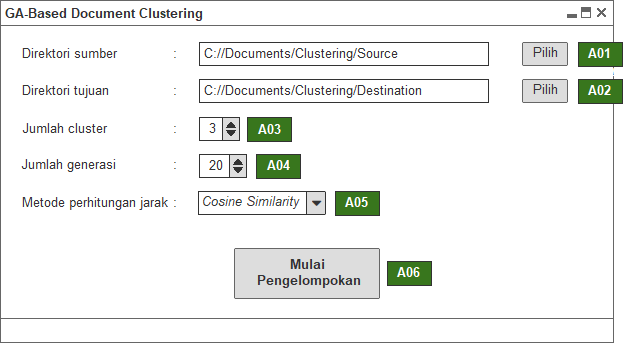 GA-Based Document Clustering
Direktori sumber : C://Documents/Clustering/Source Pilih A01
Direktori tujuan : C://Documents/Clustering/Destination Pilih A02
Jumlah cluster : 3 A03
Jumlah generasi : 20 A04
Metode perhitungan jarak : Cosine Similarity A05
Mulai
Pengelompokan A06